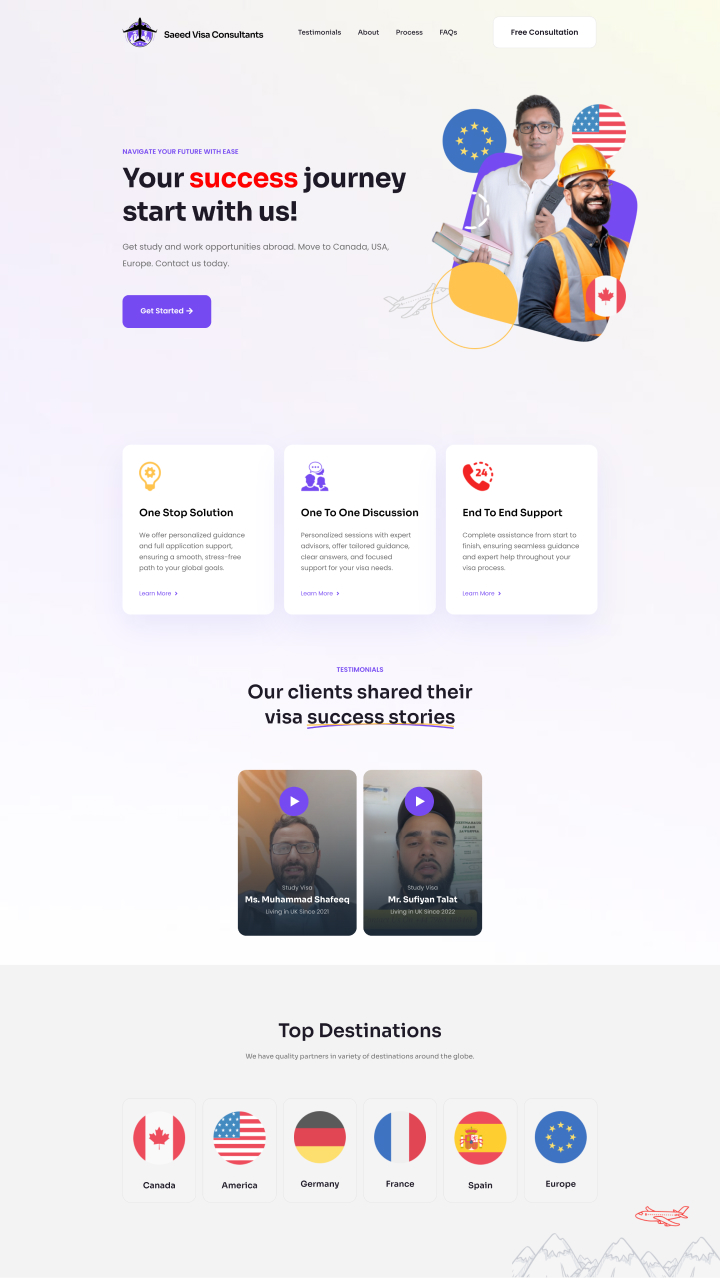 Saeed Visa Consultants
Testimonials
About
Process
FAQs
Free Consultation
NAVIGATE YOUR FUTURE WITH EASE
Your success journey
start with us!
Get study and work opportunities abroad. Move to Canada, USA,
Europe. Contact us today.
Get Started →
One Stop Solution
We offer personalized guidance
and full application support,
ensuring a smooth, stress-free
path to your global goals.
Learn More >
One To One Discussion
Personalized sessions with expert
advisors, offer tailored guidance,
clear answers, and focused
support for your visa needs.
Learn More >
24
End To End Support
Complete assistance from start to
finish, ensuring seamless guidance
and expert help throughout your
visa process.
Learn More >
TESTIMONIALS
Our clients shared their
visa success stories
Study Visa
Ms. Muhammad Shafeeq
Living in UK Since 2021
Study Visa
Mr. Sufiyan Talat
Living in UK Since 2022
Top Destinations
We have quality partners in variety of destinations around the globe.
Canada
America
Germany
France
Spain
Europe